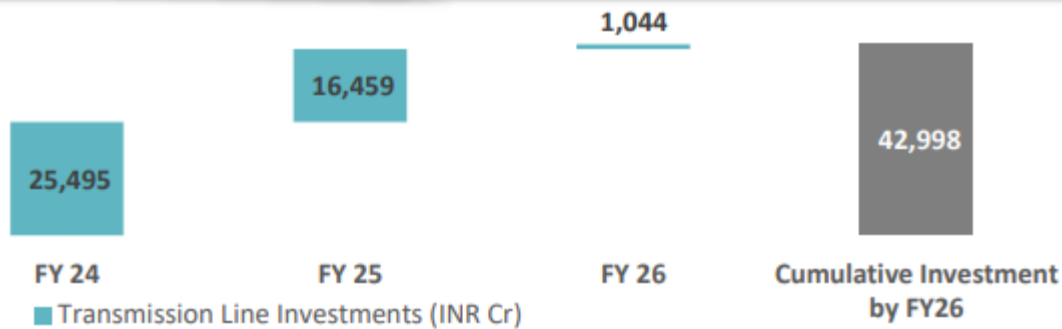 1,044
16,459
42,998
25,495
FY 24
FY 25
FY 26
Cumulative Investment
by FY26
Transmission Line Investments (INR Cr)